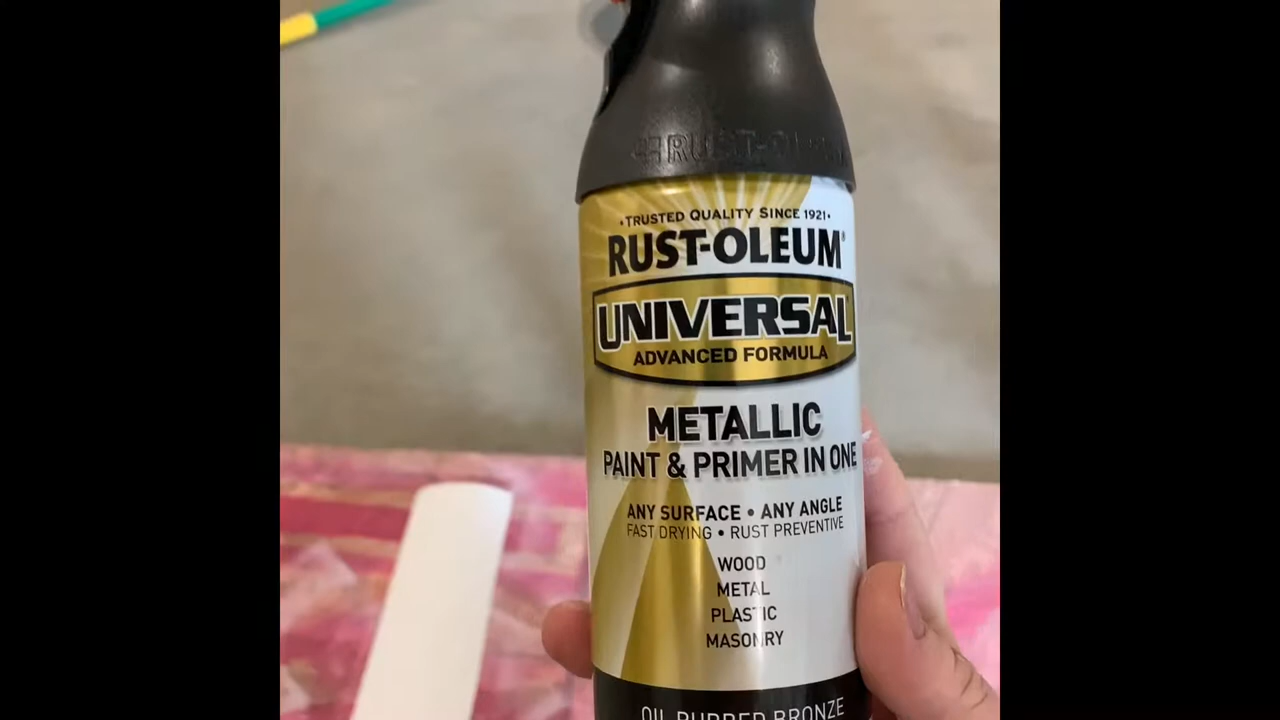 RUST-OLEUM
•TRUSTED QUALITY SINCE 1921•
RUST-OLEUM®
UNIVERSAL
ADVANCED FORMULA
METALLIC
PAINT & PRIMER IN ONE
ANY SURFACE • ANY ANGLE
FAST DRYING • RUST PREVENTIVE
WOOD
METAL
PLASTIC
MASONRY
OIL RUBBED BRONZE